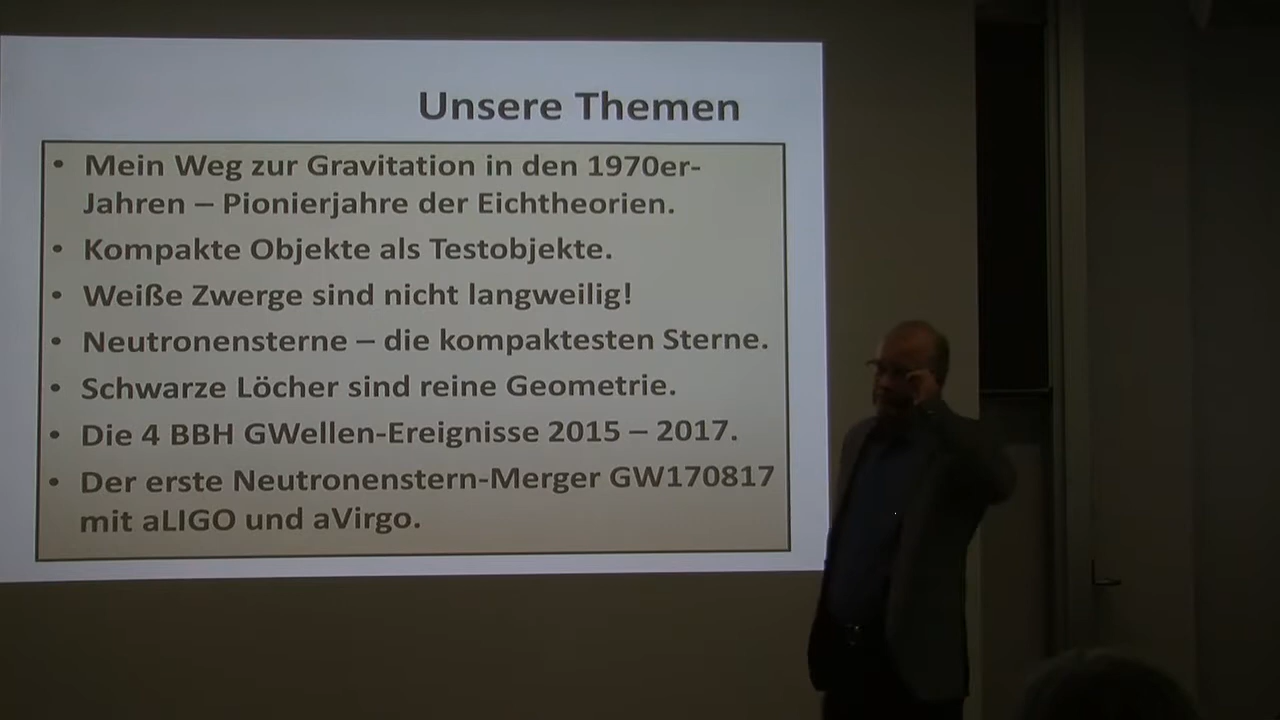 Unsere Themen
• Mein Weg zur Gravitation in den 1970er-
Jahren – Pionierjahre der Eichtheorien.
• Kompakte Objekte als Testobjekte.
• Weiße Zwerge sind nicht langweilig!
• Neutronensterne – die kompaktesten Sterne.
• Schwarze Löcher sind reine Geometrie.
• Die 4 BBH GWellen-Ereignisse 2015 – 2017.
• Der erste Neutronenstern-Merger GW170817
mit aLIGO und aVirgo.